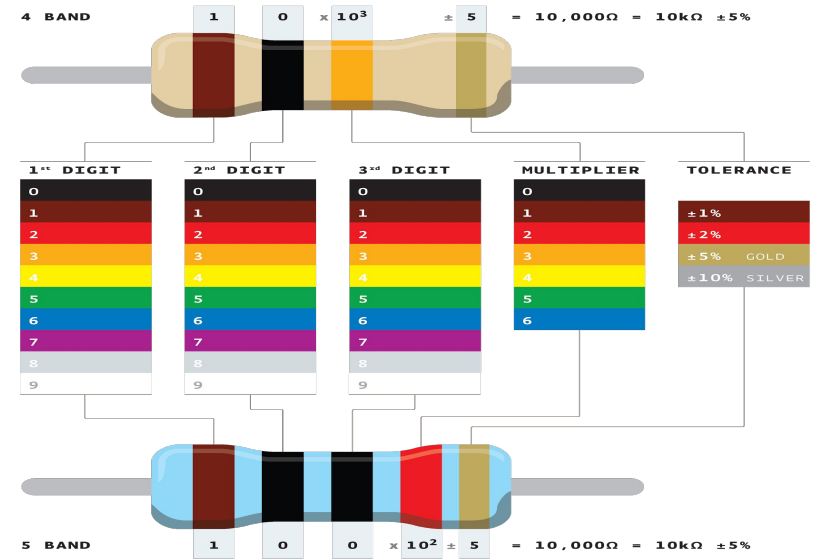 4 BAND 1 0 x 10³ ± 5 = 10,000Ω = 10kΩ ±5%
1st DIGIT 2nd DIGIT 3rd DIGIT MULTIPLIER TOLERANCE
0 0 0 0
1 1 1 1 ±1%
2 2 2 2 ±2%
3 3 3 3 ±5% GOLD
4 4 4 4 ±10% SILVER
5 5 5 5
6 6 6 6
7 7 7
8 8 8
9 9 9
5 BAND 1 0 0 x 10² ± 5 = 10,000Ω = 10kΩ ±5%